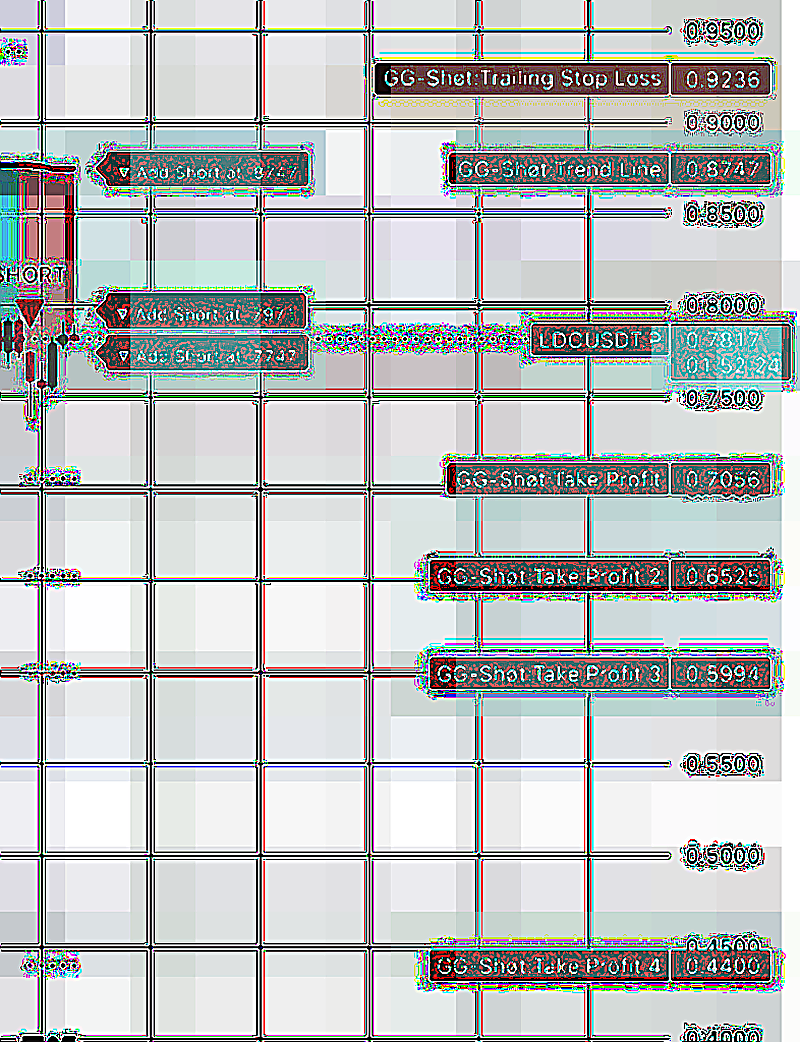 0.9500
GG-Shot:Trailing Stop Loss 0.9236
0.9000
▽ Add Short at .8747
GG-Shot:Trend Line 0.8747
0.8500
SHORT
0.8000
▽ Add Short at .797
▽ Add Short at .7747
LDCUSDT.P 0.7817
01:52:24
0.7500
GG-Shot:Take Profit 0.7056
GG-Shot:Take Profit 2 0.6525
GG-Shot Take Profit 3 0.5994
0.5500
0.5000
0.4500
GG-Shot:Take Profit 4 0.4400
0.4000